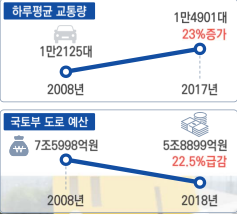 하루평균 교통량
1만4901대
23%증가
1만2125대
2008년
2017년
국토부 도로 예산
7조5998억원
5조8899억원
22.5%급감
2008년
2018년